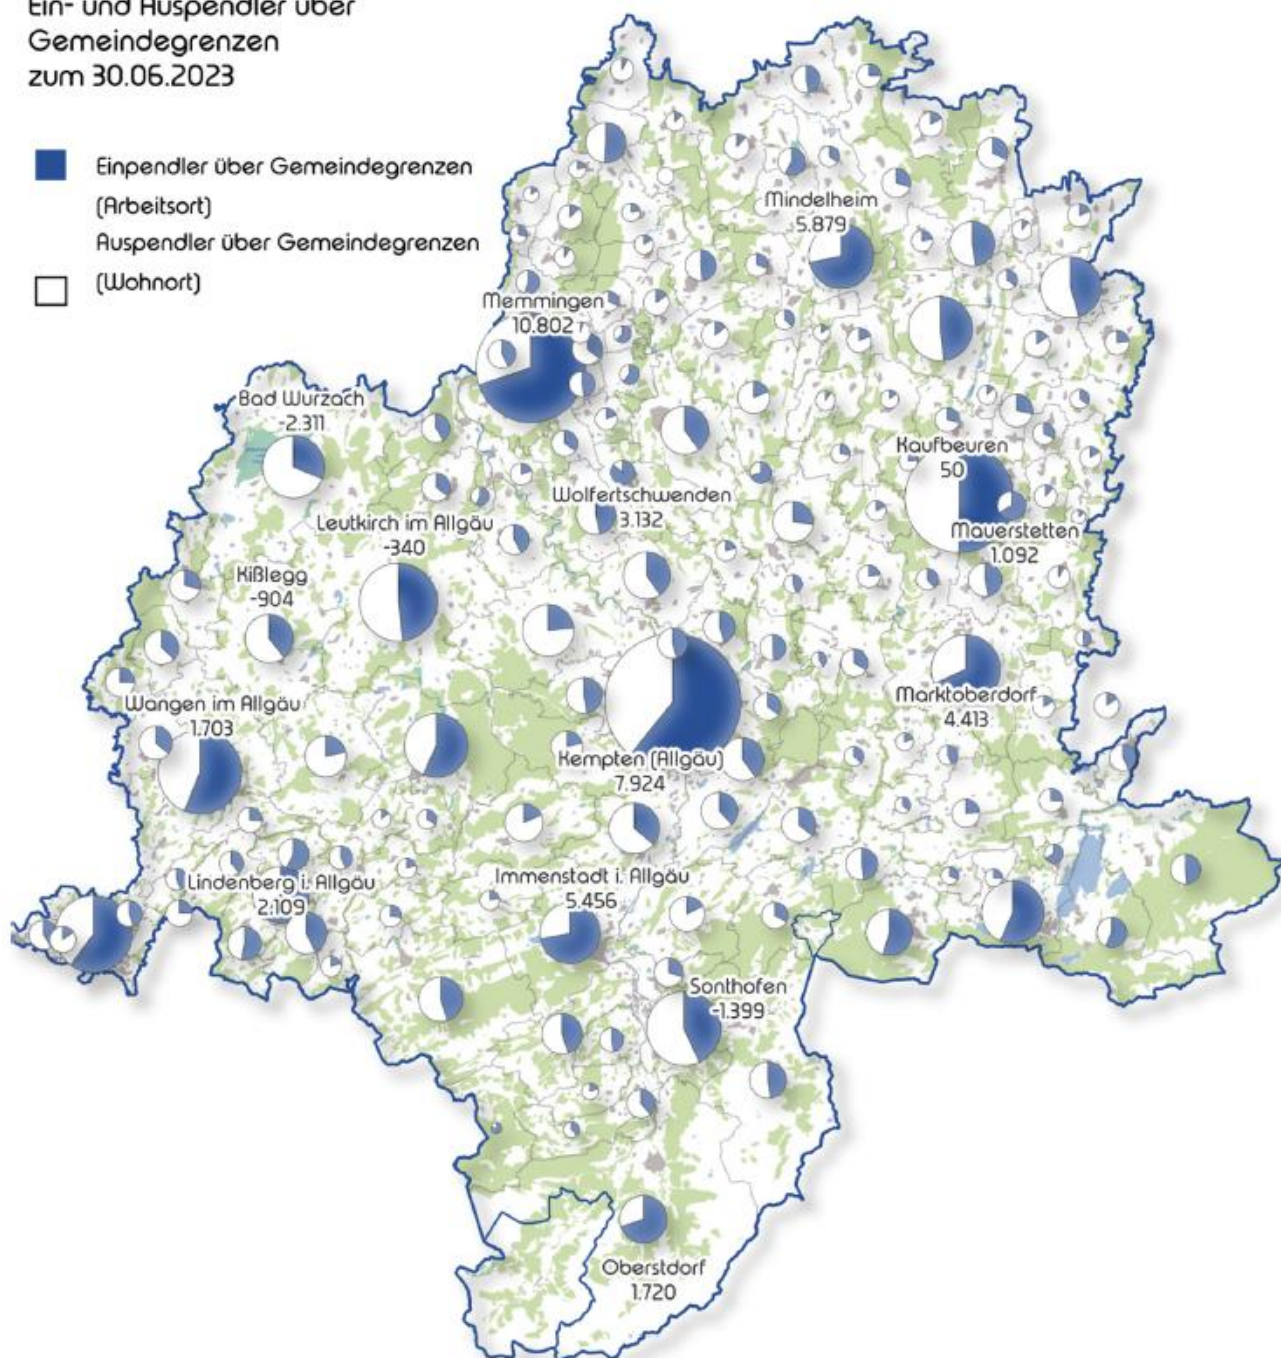 Ein- und Auspendler über
Gemeindegrenzen
zum 30.06.2023
Einpendler über Gemeindegrenzen
(Arbeitsort)
Auspendler über Gemeindegrenzen
(Wohnort)
Mindelheim
5.879
Memmingen
10.802
Bad Wurzach
-2.311
Kaufbeuren
50
Wolfertschwenden
3.132
Leutkirch im Allgäu
-340
Mauerstetten
1.092
Kißlegg
-904
Wangen im Allgäu
1.703
Marktoberdorf
4.413
Kempten (Allgäu)
7.924
Lindenberg i. Allgäu
2.109
Immenstadt i. Allgäu
5.456
Sonthofen
-1.399
Oberstdorf
1.720